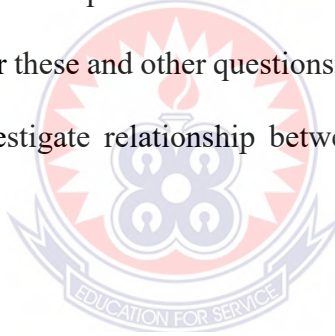 r these and other questions
estigate relationship betwe
EDUCATION FOR SERVICE